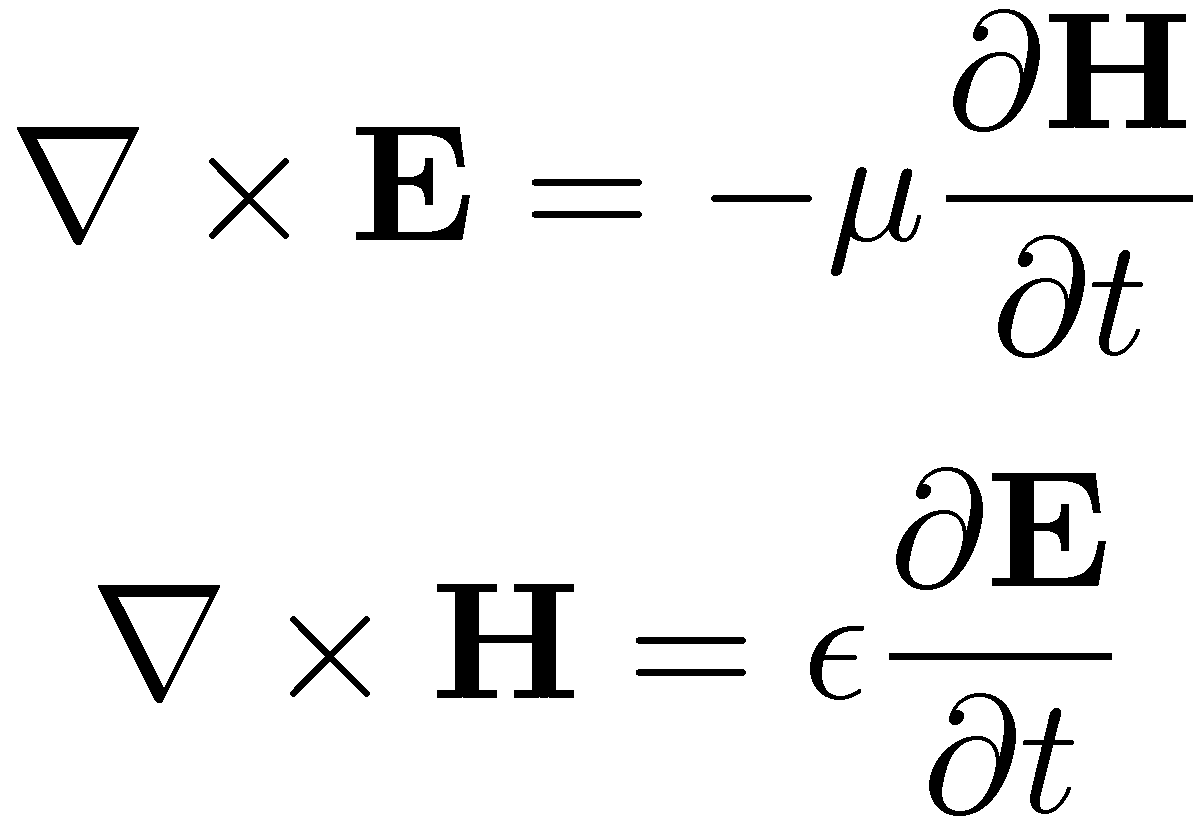 ∇ × **E** = −μ ∂**H**/∂t
∇ × **H** = ϵ ∂**E**/∂t